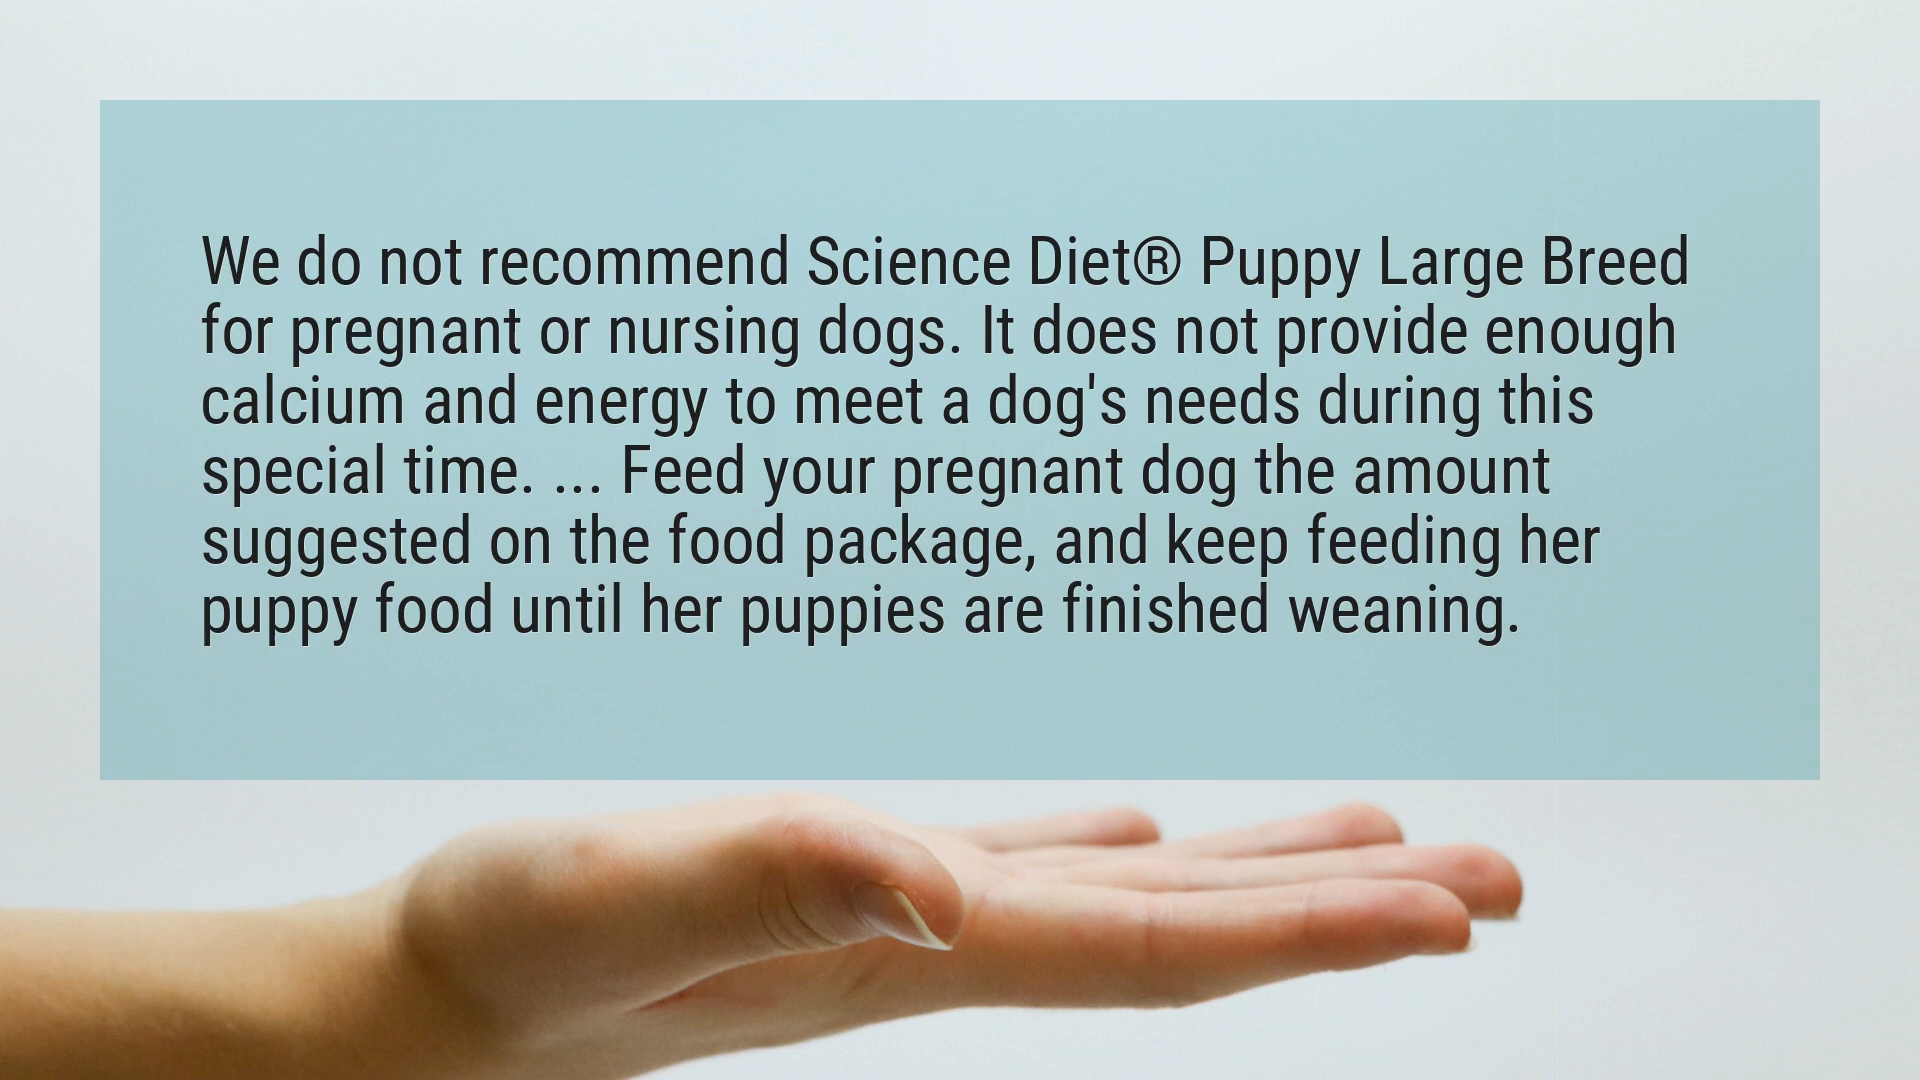 We do not recommend Science Diet® Puppy Large Breed
for pregnant or nursing dogs. It does not provide enough
calcium and energy to meet a dog's needs during this
special time. ... Feed your pregnant dog the amount
suggested on the food package, and keep feeding her
puppy food until her puppies are finished weaning.